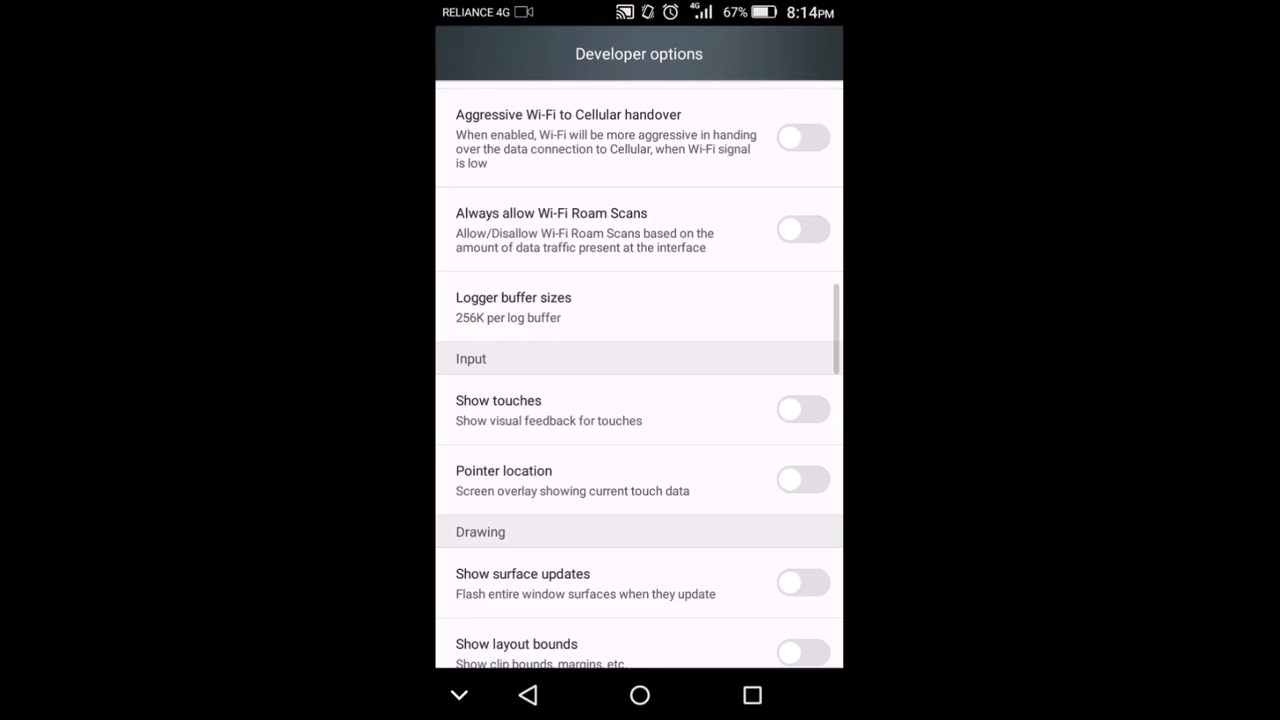 RELIANCE 4G 4G 67% 8:14PM
Developer options
Aggressive Wi-Fi to Cellular handover
When enabled, Wi-Fi will be more aggressive in handing
over the data connection to Cellular, when Wi-Fi signal
is low
Always allow Wi-Fi Roam Scans
Allow/Disallow Wi-Fi Roam Scans based on the
amount of data traffic present at the interface
Logger buffer sizes
256K per log buffer
Input
Show touches
Show visual feedback for touches
Pointer location
Screen overlay showing current touch data
Drawing
Show surface updates
Flash entire window surfaces when they update
Show layout bounds
Show clip bounds, margins, etc.